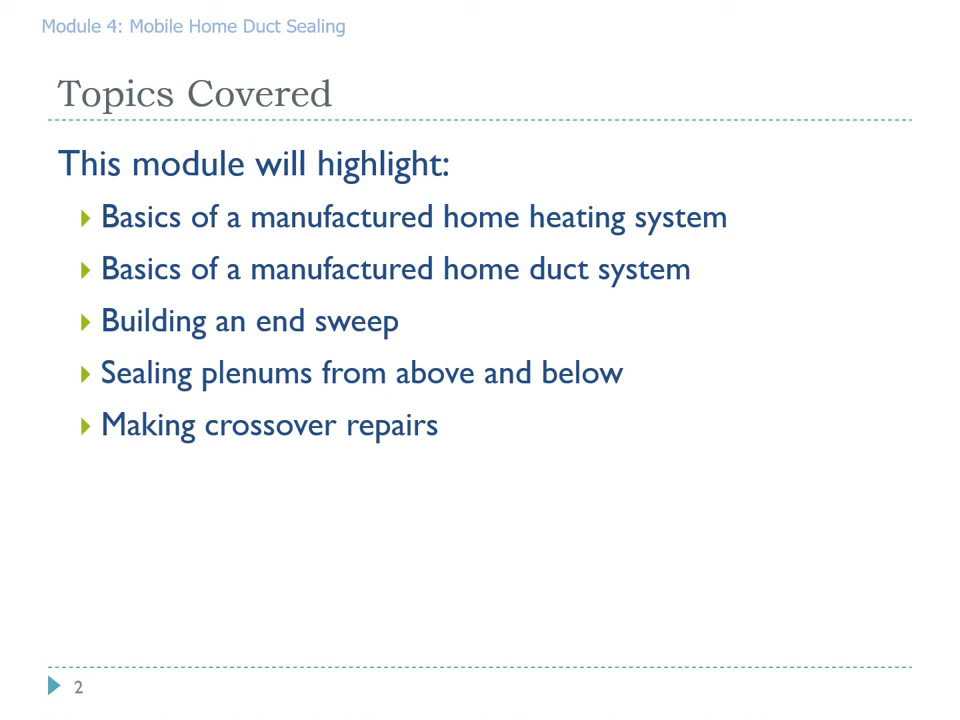 Module 4: Mobile Home Duct Sealing
Topics Covered
This module will highlight:
Basics of a manufactured home heating system
Basics of a manufactured home duct system
Building an end sweep
Sealing plenums from above and below
Making crossover repairs
2